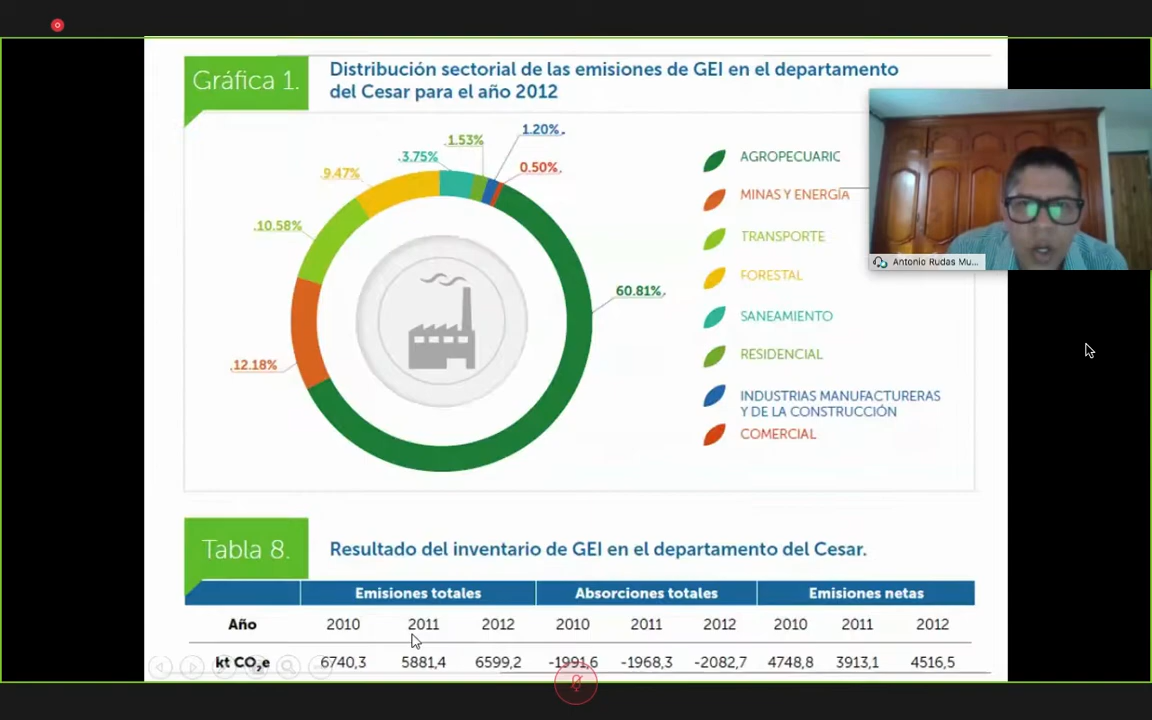 Gráfica 1.
Distribución sectorial de las emisiones de GEI en el departamento
del Cesar para el año 2012
1.20%
1.53%
3.75%
0.50%
9.47%
10.58%
60.81%
12.18%
AGROPECUARIC
MINAS Y ENERGÍA
TRANSPORTE
FORESTAL
SANEAMIENTO
RESIDENCIAL
INDUSTRIAS MANUFACTURERAS
Y DE LA CONSTRUCCIÓN
COMERCIAL
Antonio Rudas Mu...
Tabla 8.
Resultado del inventario de GEI en el departamento del Cesar.
Emisiones totales Absorciones totales Emisiones netas
Año 2010 2011 2012 2010 2011 2012 2010 2011 2012
kt CO₂e 6740,3 5881,4 6599,2 -1991,6 -1968,3 -2082,7 4748,8 3913,1 4516,5